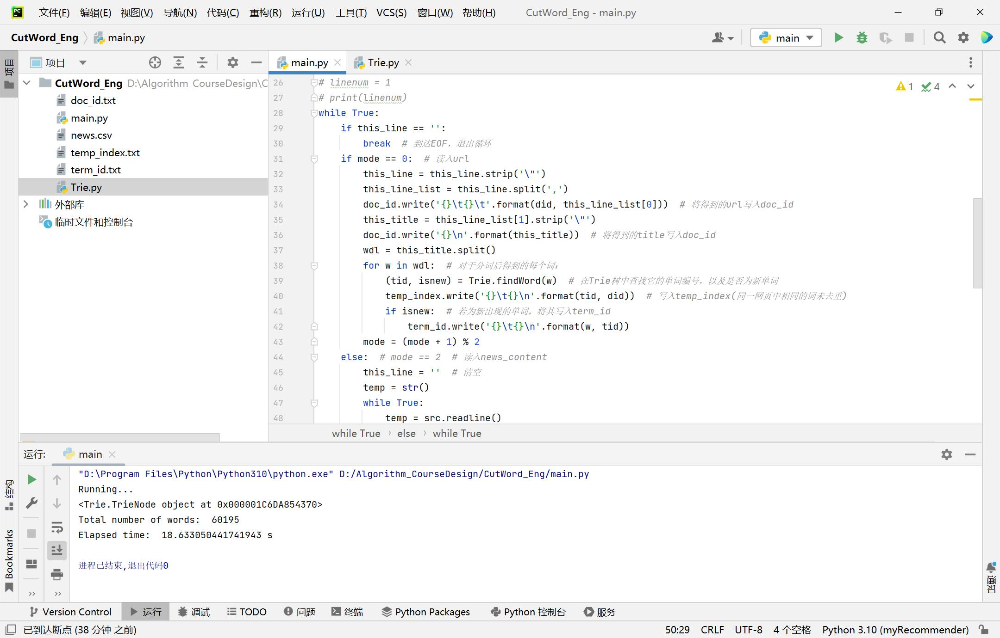 文件(F) 编辑(E) 视图(V) 导航(N) 代码(C) 重构(R) 运行(U) 工具(T) VCS(S) 窗口(W) 帮助(H) CutWord_Eng - main.py
CutWord_Eng main.py
main
项目
项目
CutWord_Eng D:\Algorithm_CourseDesign\C
doc_id.txt
main.py
news.csv
temp_index.txt
term_id.txt
Trie.py
外部库
临时文件和控制台
main.py Trie.py
1 4
26 # linenum = 1
27 # print(linenum)
28 while True:
29     if this_line == '':
30         break  # 到达EOF，退出循环
31     if mode == 0:  # 读入url
32         this_line = this_line.strip('\"')
33         this_line_list = this_line.split(',')
34         doc_id.write('{}\t{}\t'.format(did, this_line_list[0]))  # 将得到的url写入doc_id
35         this_title = this_line_list[1].strip('\"')
36         doc_id.write('{}\n'.format(this_title))  # 将得到的title写入doc_id
37         wdl = this_title.split()
38         for w in wdl:  # 对于分词后得到的每个词：
39             (tid, isnew) = Trie.findWord(w)  # 在Trie树中查找它的单词编号，以及是否为新单词
40             temp_index.write('{}\t{}\n'.format(tid, did))  # 写入temp_index(同一网页中相同的词未去重)
41             if isnew:  # 若为新出现的单词，将其写入term_id
42                 term_id.write('{}\t{}\n'.format(w, tid))
43         mode = (mode + 1) % 2
44     else:  # mode == 2  # 读入news_content
45         this_line = ''  # 清空
46         temp = str()
47         while True:
48             temp = src.readline()
while True › else › while True
运行: main
"D:\Program Files\Python\Python310\python.exe" D:/Algorithm_CourseDesign/CutWord_Eng/main.py
Running...
<Trie.TrieNode object at 0x000001C6DA854370>
Total number of words:  60195
Elapsed time:  18.633050441741943 s
进程已结束,退出代码0
结构
Bookmarks
通知
Version Control 运行 调试 TODO 问题 终端 Python Packages Python 控制台 服务
已到达断点 (38 分钟 之前) 50:29 CRLF UTF-8 4 个空格 Python 3.10 (myRecommender)